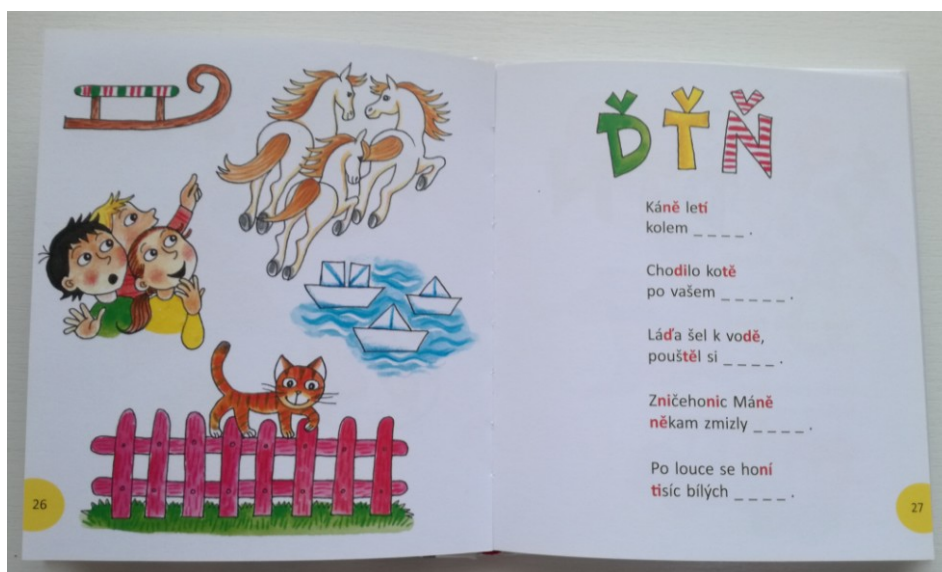 26
Ď Ť Ň
Káně letí
kolem _ _ _ _ .
Chodilo kotě
po vašem _ _ _ _ _ .
Láďa šel k vodě,
pouštěl si _ _ _ _ .
Zničehonic Máně
někam zmizly _ _ _ _ .
Po louce se honí
tisíc bílých _ _ _ _ .
27